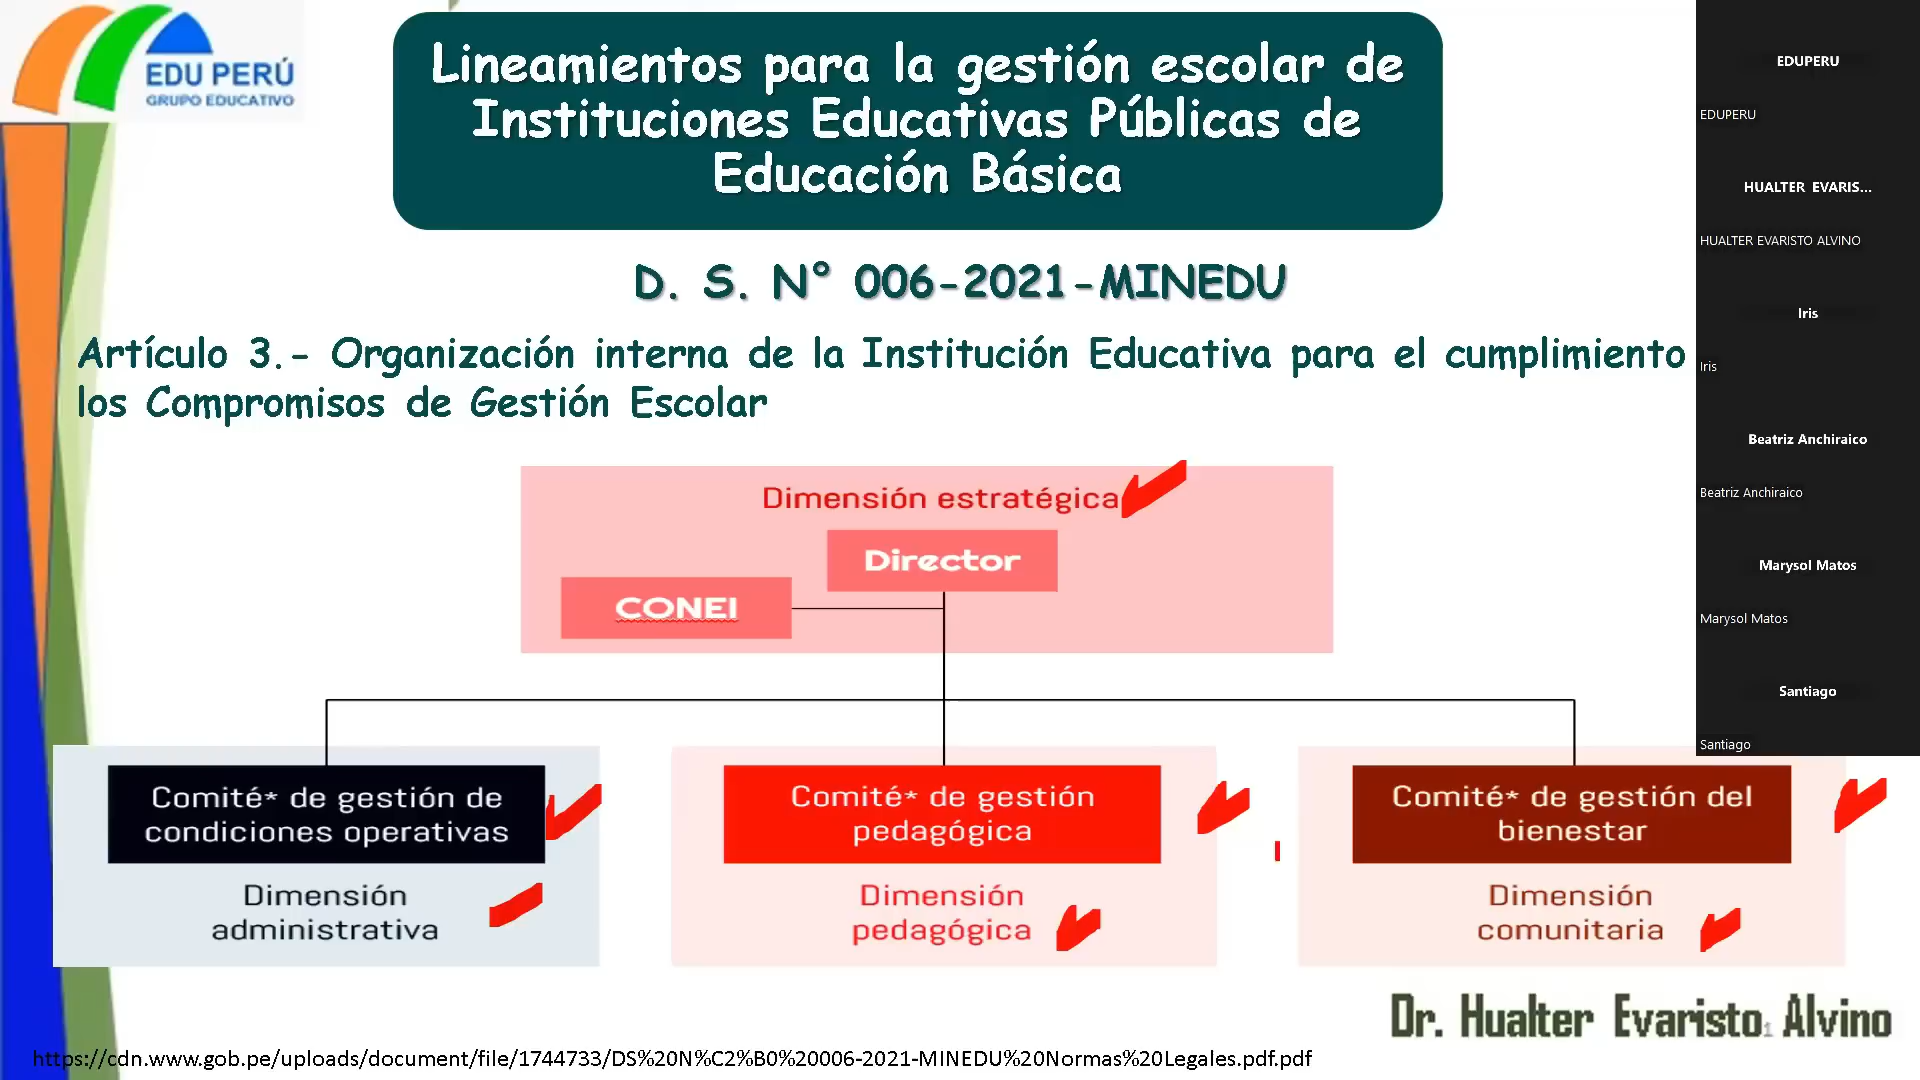 EDU PERÚ
GRUPO EDUCATIVO
Lineamientos para la gestión escolar de
Instituciones Educativas Públicas de
Educación Básica
D. S. N° 006-2021-MINEDU
Artículo 3.- Organización interna de la Institución Educativa para el cumplimiento
los Compromisos de Gestión Escolar
Dimensión estratégica
Director
CONEI
Comité* de gestión de
condiciones operativas
Dimensión
administrativa
Comité* de gestión
pedagógica
Dimensión
pedagógica
Comité* de gestión del
bienestar
Dimensión
comunitaria
Dr. Hualter Evaristo Alvino
https://cdn.www.gob.pe/uploads/document/file/1744733/DS%20N%C2%B0%20006-2021-MINEDU%20Normas%20Legales.pdf.pdf
EDUPERU
EDUPERU
HUALTER EVARIS...
HUALTER EVARISTO ALVINO
Iris
Iris
Beatriz Anchiraico
Beatriz Anchiraico
Marysol Matos
Marysol Matos
Santiago
Santiago